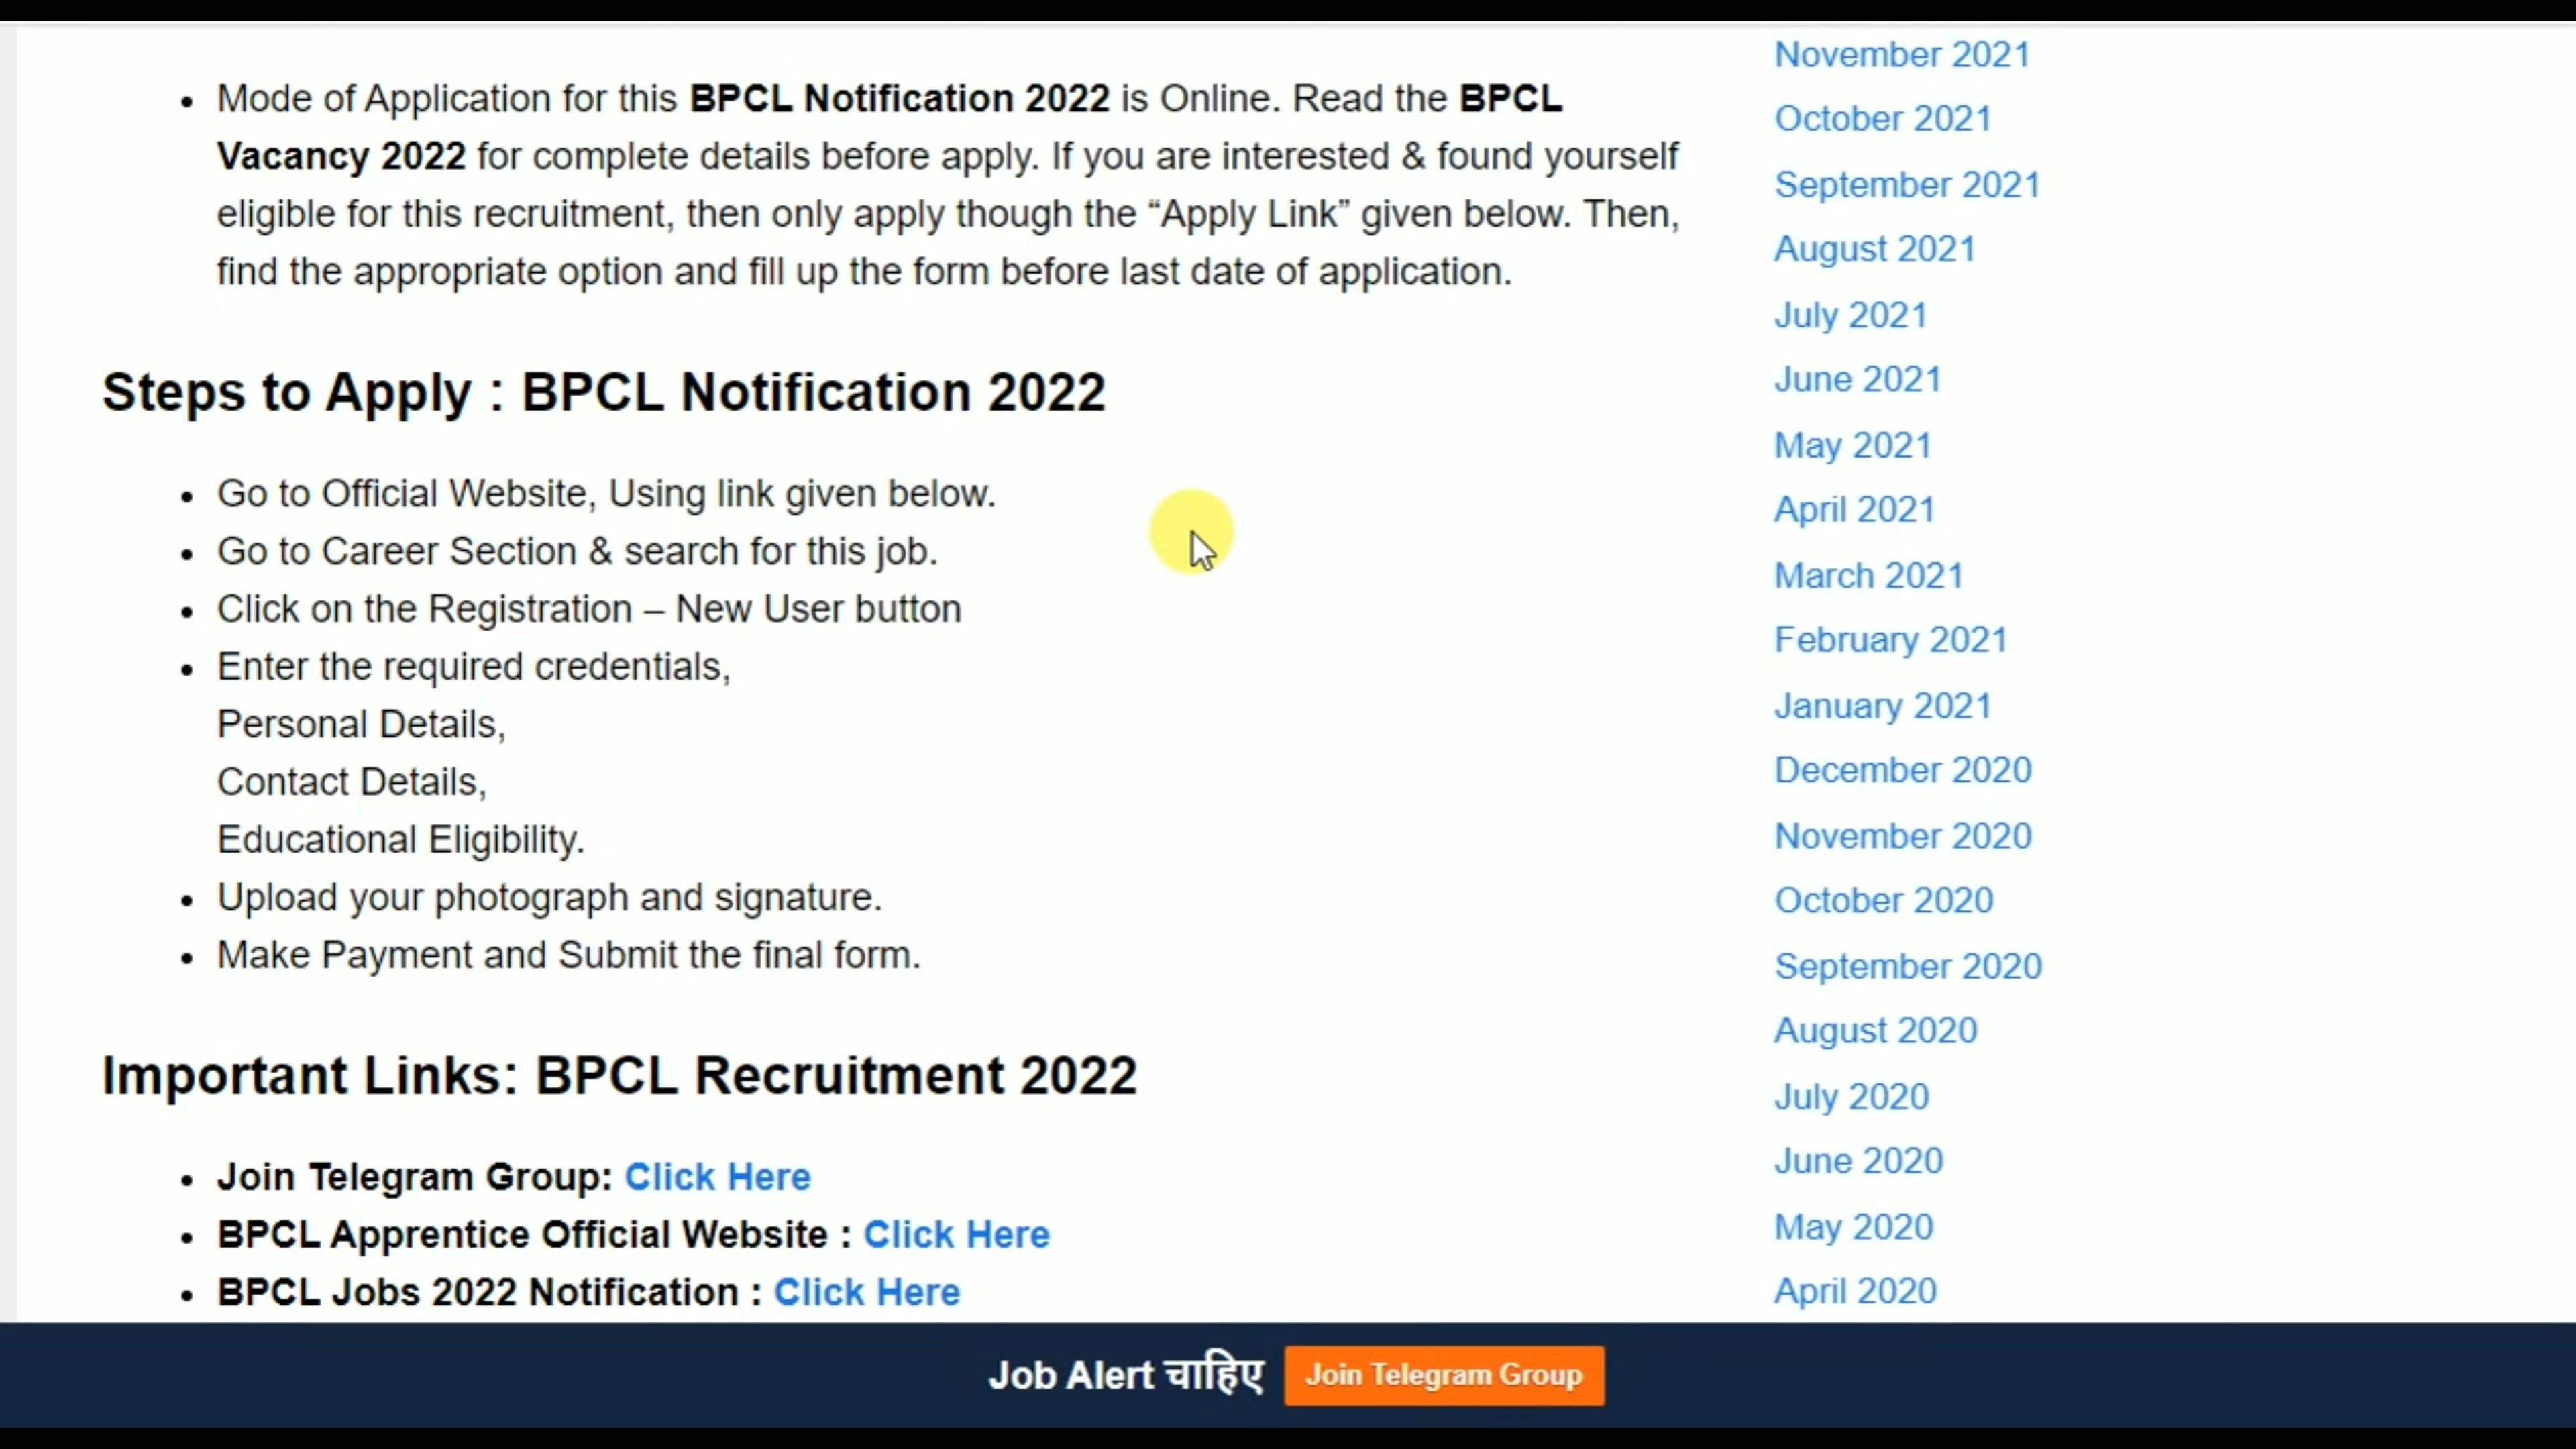 Mode of Application for this BPCL Notification 2022 is Online. Read the BPCL
Vacancy 2022 for complete details before apply. If you are interested & found yourself
eligible for this recruitment, then only apply though the “Apply Link” given below. Then,
find the appropriate option and fill up the form before last date of application.
Steps to Apply : BPCL Notification 2022
Go to Official Website, Using link given below.
Go to Career Section & search for this job.
Click on the Registration – New User button
Enter the required credentials,
Personal Details,
Contact Details,
Educational Eligibility.
Upload your photograph and signature.
Make Payment and Submit the final form.
Important Links: BPCL Recruitment 2022
Join Telegram Group: Click Here
BPCL Apprentice Official Website : Click Here
BPCL Jobs 2022 Notification : Click Here
November 2021
October 2021
September 2021
August 2021
July 2021
June 2021
May 2021
April 2021
March 2021
February 2021
January 2021
December 2020
November 2020
October 2020
September 2020
August 2020
July 2020
June 2020
May 2020
April 2020
Job Alert चाहिए Join Telegram Group